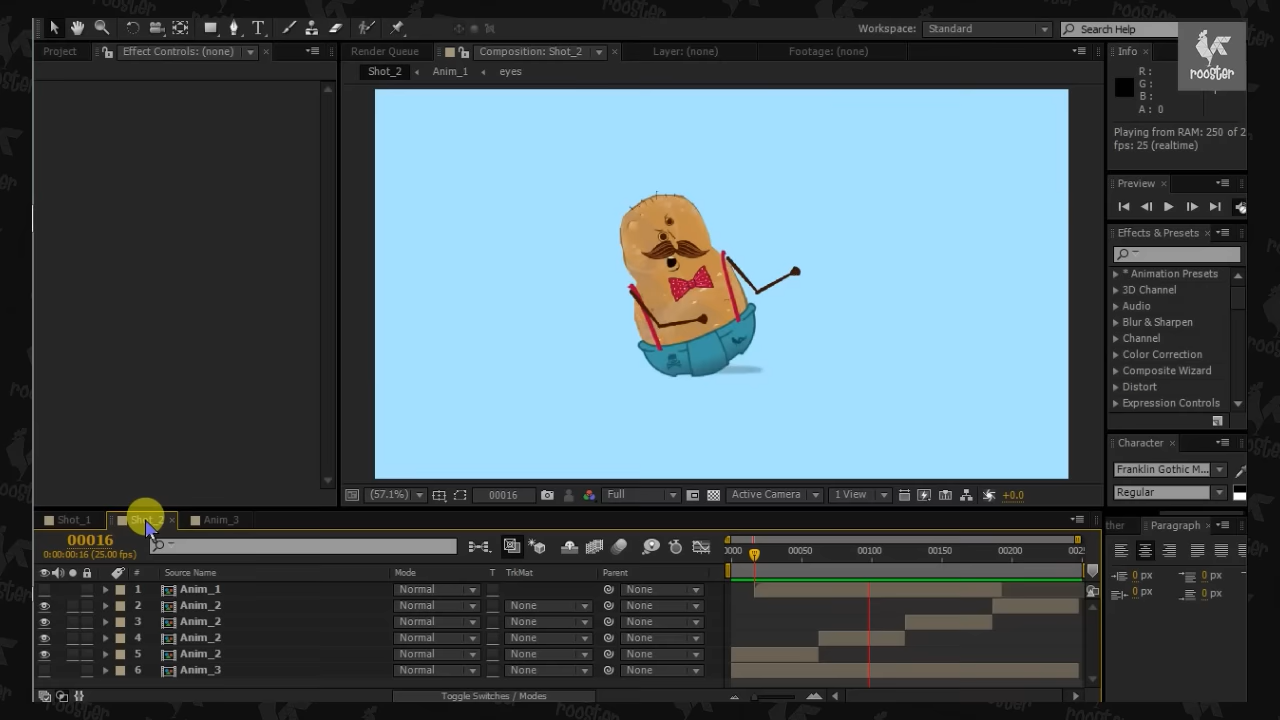 Workspace: Standard
Search Help
rooster
Project
Effect Controls: (none)
Render Queue
Composition: Shot_2
Layer: (none)
Footage: (none)
Info
Shot_2
Anim_1
eyes
R :
G :
B :
A : 0
Playing from RAM: 250 of 2
fps: 25 (realtime)
Preview
Effects & Presets
* Animation Presets
3D Channel
Audio
Blur & Sharpen
Channel
Color Correction
Composite Wizard
Distort
Expression Controls
Character
Franklin Gothic M...
Regular
(57.1%)
00016
Full
Active Camera
1 View
+0.0
Shot_1
Shot_2
Anim_3
ther
Paragraph
00016
0:00:00:16 (25.00 fps)
0000
00050
00100
00150
00200
0025
# Source Name
Mode
T TrkMat
Parent
1 Anim_1 Normal None
2 Anim_2 Normal None None
3 Anim_2 Normal None None
4 Anim_2 Normal None None
5 Anim_2 Normal None None
6 Anim_3 Normal None None
0 px
0 px
0 px
0 px
Toggle Switches / Modes